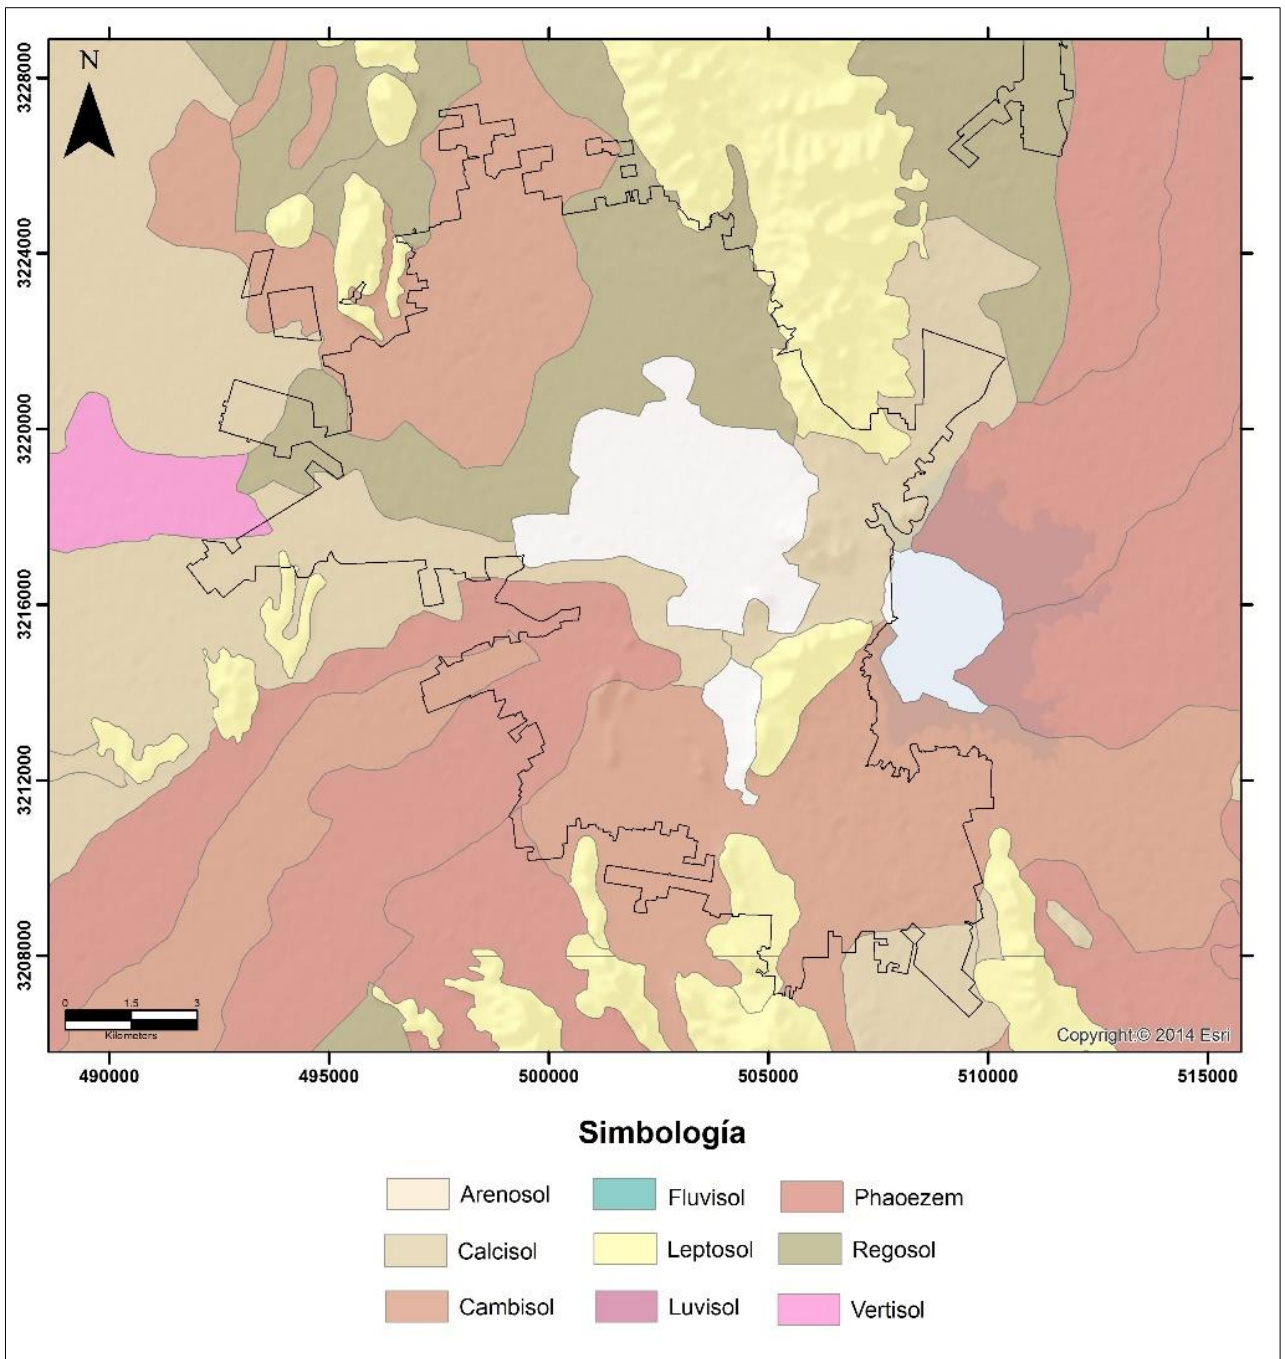 N
3228000
3224000
3220000
3216000
3212000
3208000
0 1.5 3
Kilometers
Copyright:© 2014 Esri
490000 495000 500000 505000 510000 515000
Simbología
Arenosol Fluvisol Phaoezem
Calcisol Leptosol Regosol
Cambisol Luvisol Vertisol